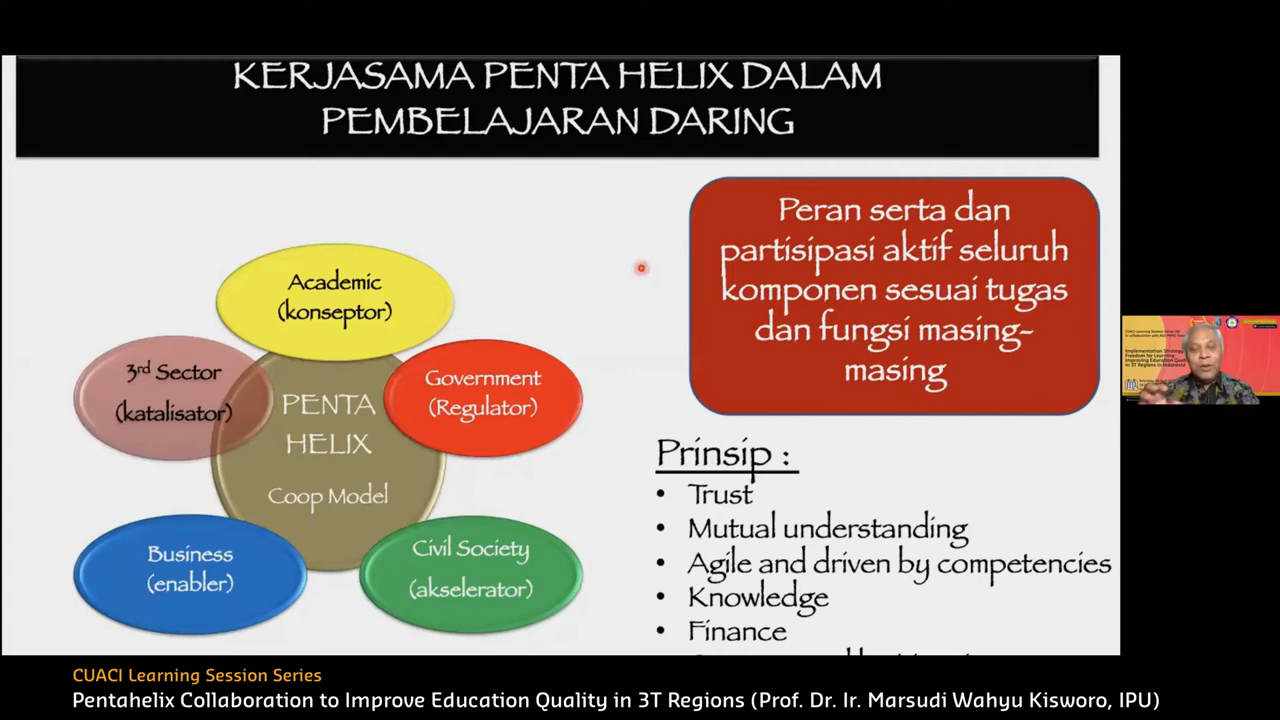 KERJASAMA PENTA HELIX DALAM
PEMBELAJARAN DARING
Peran serta dan
partisipasi aktif seluruh
komponen sesuai tugas
dan fungsi masing-
masing
Academic
(konseptor)
3rd Sector
(katalisator)
Government
(Regulator)
PENTA
HELIX
Coop Model
Business
(enabler)
Civil Society
(akselerator)
Prinsip :
• Trust
• Mutual understanding
• Agile and driven by competencies
• Knowledge
• Finance
CUACI Learning Session Series
Pentahelix Collaboration to Improve Education Quality in 3T Regions (Prof. Dr. Ir. Marsudi Wahyu Kisworo, IPU)